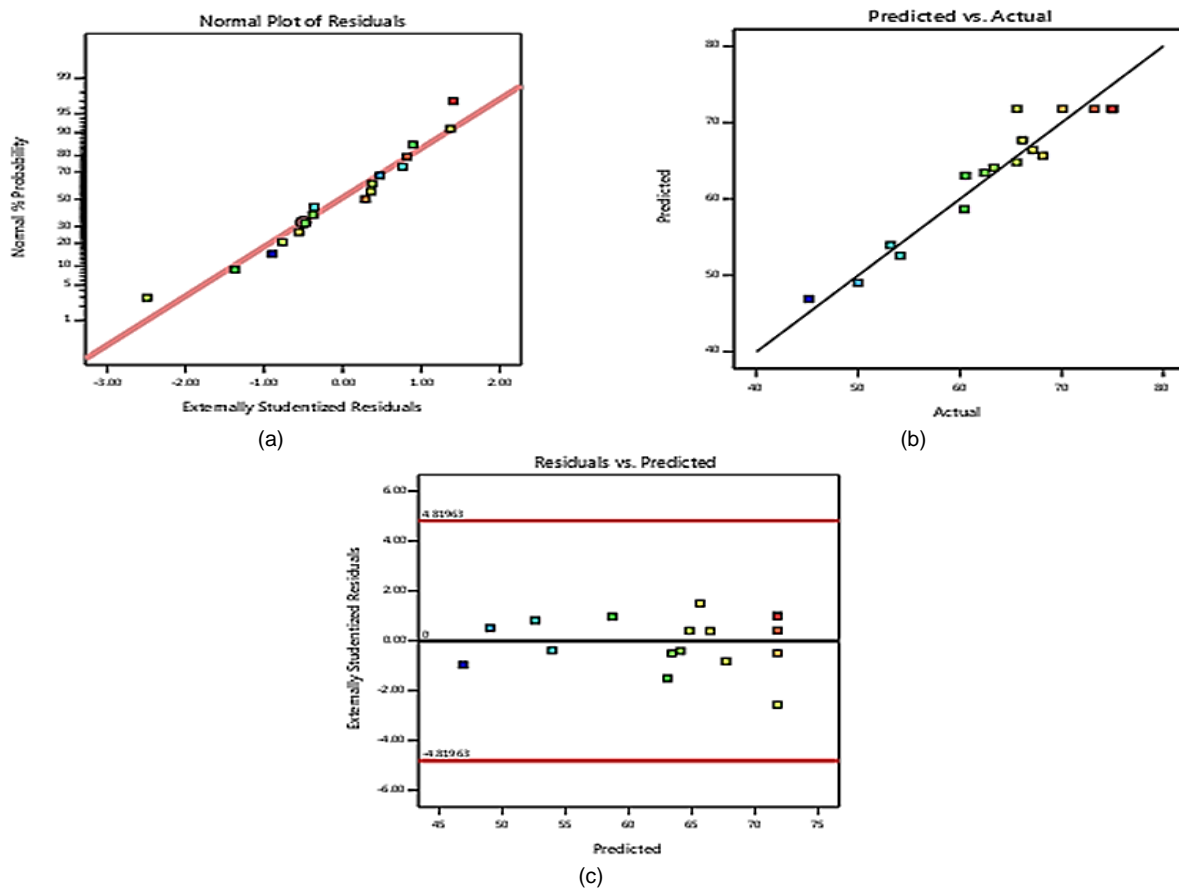 Normal Plot of Residuals
Normal % Probability
99
95
90
80
70
50
30
20
10
5
1
-3.00 -2.00 -1.00 0.00 1.00 2.00
Externally Studentized Residuals
(a)
Predicted vs. Actual
Predicted
80
70
60
50
40
40 50 60 70 80
Actual
(b)
Residuals vs. Predicted
Externally Studentized Residuals
6.00
4.81963
4.00
2.00
0.00
0
-2.00
-4.00
-4.81963
-6.00
45 50 55 60 65 70 75
Predicted
(c)